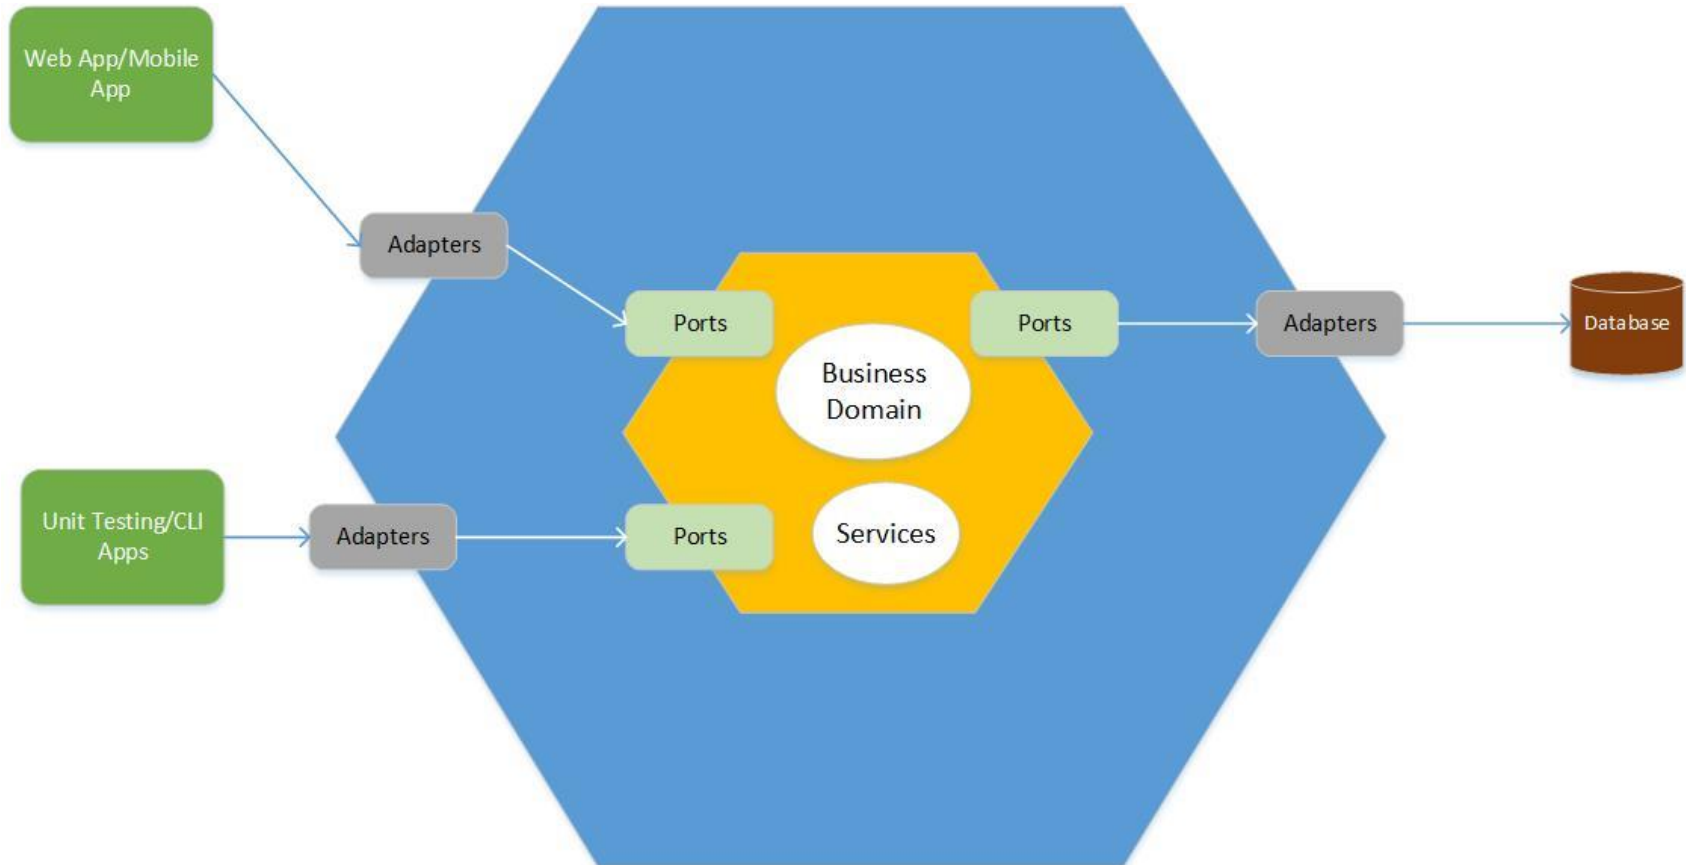 Web App/Mobile
App
Adapters
Ports
Ports
Adapters
Database
Business
Domain
Unit Testing/CLI
Apps
Adapters
Ports
Services